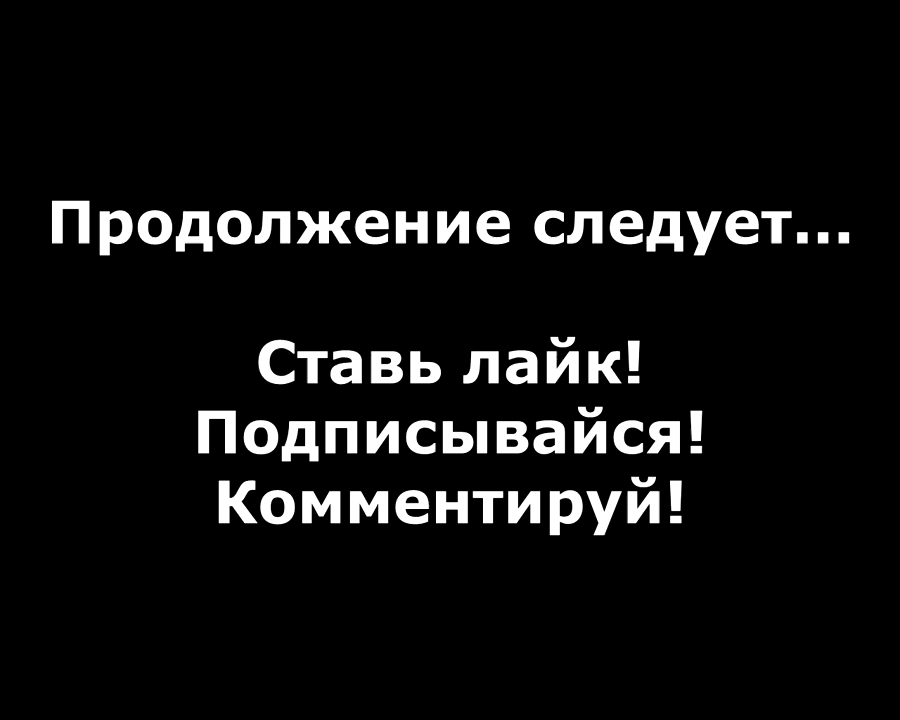 Продолжение следует...
Ставь лайк!
Подписывайся!
Комментируй!